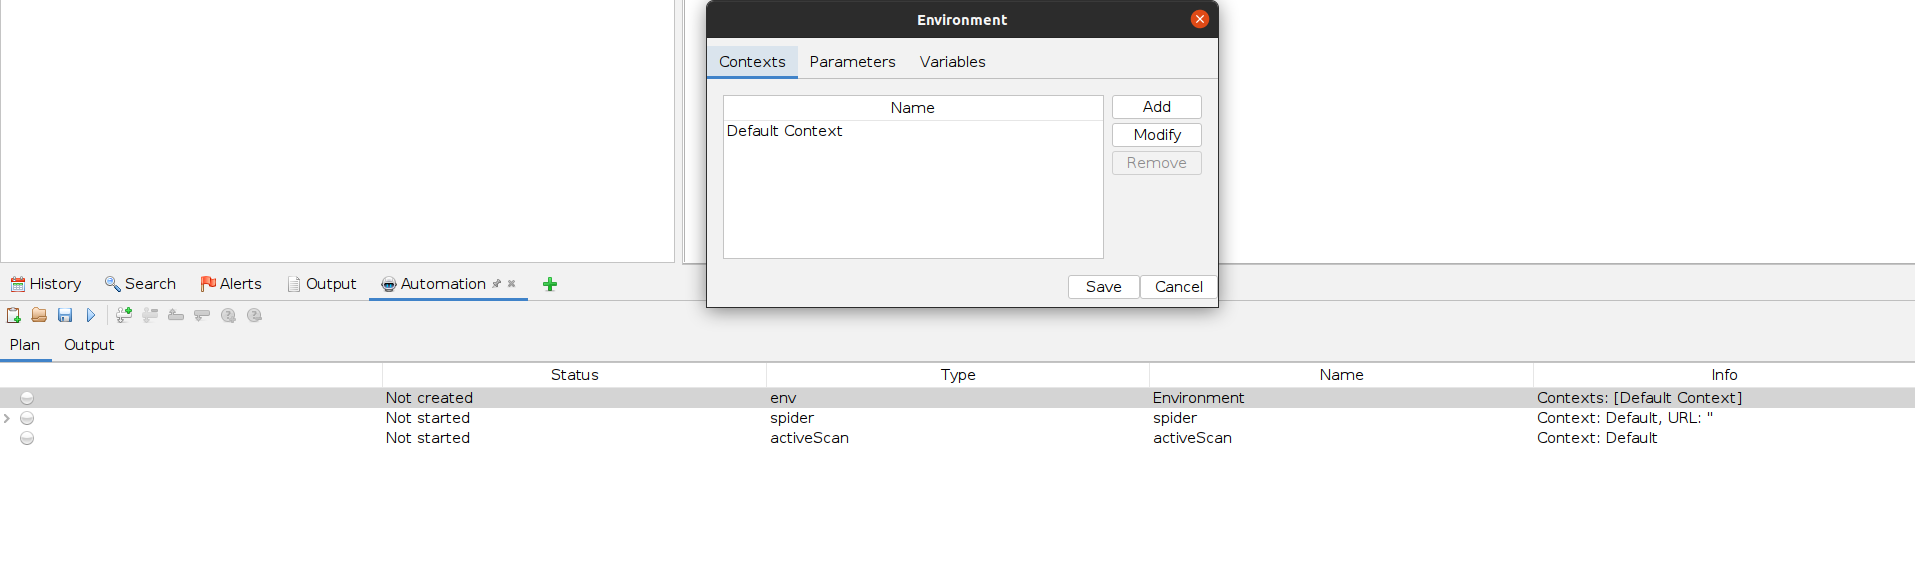 Environment
Contexts Parameters Variables
Name
Default Context
Add
Modify
Remove
Save Cancel
History Search Alerts Output Automation
Plan Output
Status Type Name Info
Not created env Environment Contexts: [Default Context]
Not started spider spider Context: Default, URL: ''
Not started activeScan activeScan Context: Default